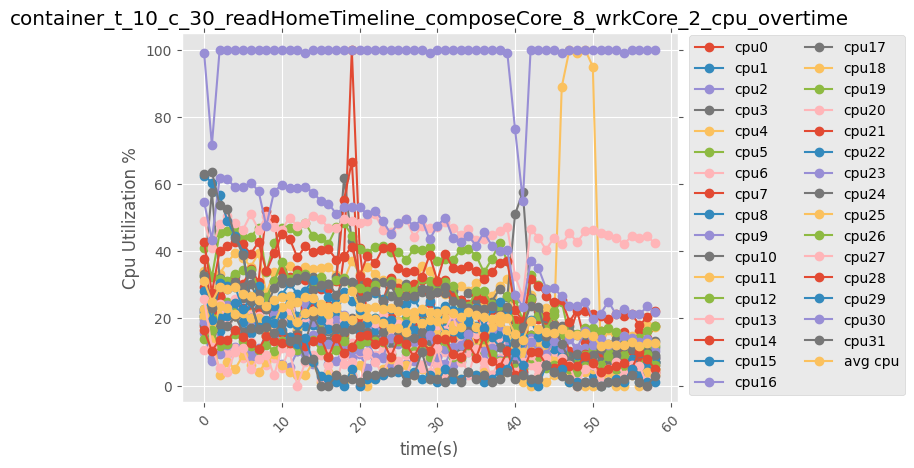 container_t_10_c_30_readHomeTimeline_composeCore_8_wrkCore_2_cpu_overtime
Cpu Utilization %
100
80
60
40
20
0
0
10
20
30
40
50
60
time(s)
cpu0
cpu1
cpu2
cpu3
cpu4
cpu5
cpu6
cpu7
cpu8
cpu9
cpu10
cpu11
cpu12
cpu13
cpu14
cpu15
cpu16
cpu17
cpu18
cpu19
cpu20
cpu21
cpu22
cpu23
cpu24
cpu25
cpu26
cpu27
cpu28
cpu29
cpu30
cpu31
avg cpu